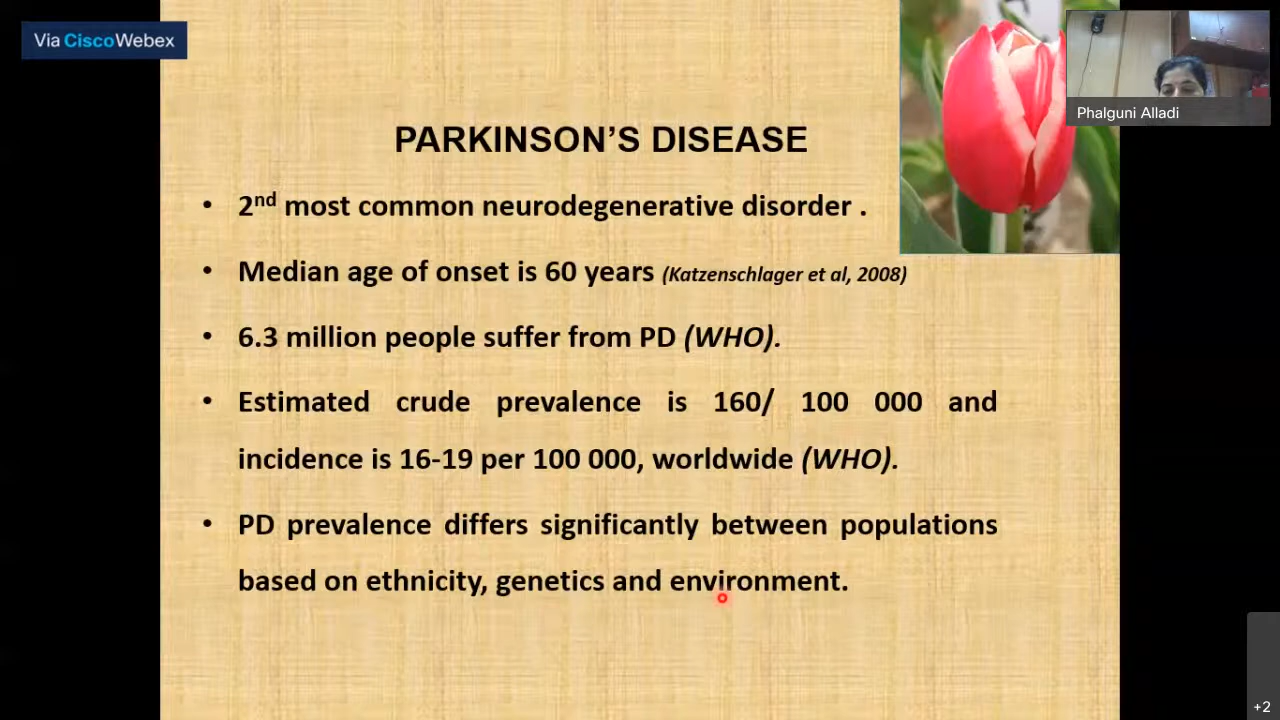 Via CiscoWebex
Phalguni Alladi
PARKINSON’S DISEASE
• 2nd most common neurodegenerative disorder .
• Median age of onset is 60 years (Katzenschlager et al, 2008)
• 6.3 million people suffer from PD (WHO).
• Estimated crude prevalence is 160/ 100 000 and
incidence is 16-19 per 100 000, worldwide (WHO).
• PD prevalence differs significantly between populations
based on ethnicity, genetics and environment.
+2